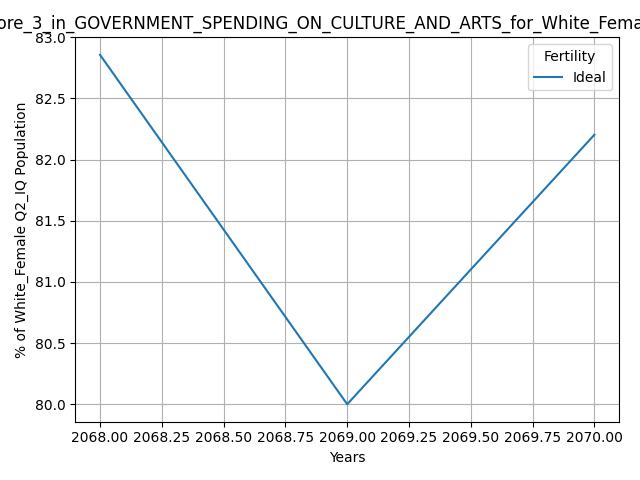 ore_3_in_GOVERNMENT_SPENDING_ON_CULTURE_AND_ARTS_for_White_Fema
83.0
82.5
82.0
81.5
81.0
80.5
80.0
% of White_Female Q2_IQ Population
Fertility
Ideal
2068.00 2068.25 2068.50 2068.75 2069.00 2069.25 2069.50 2069.75 2070.00
Years